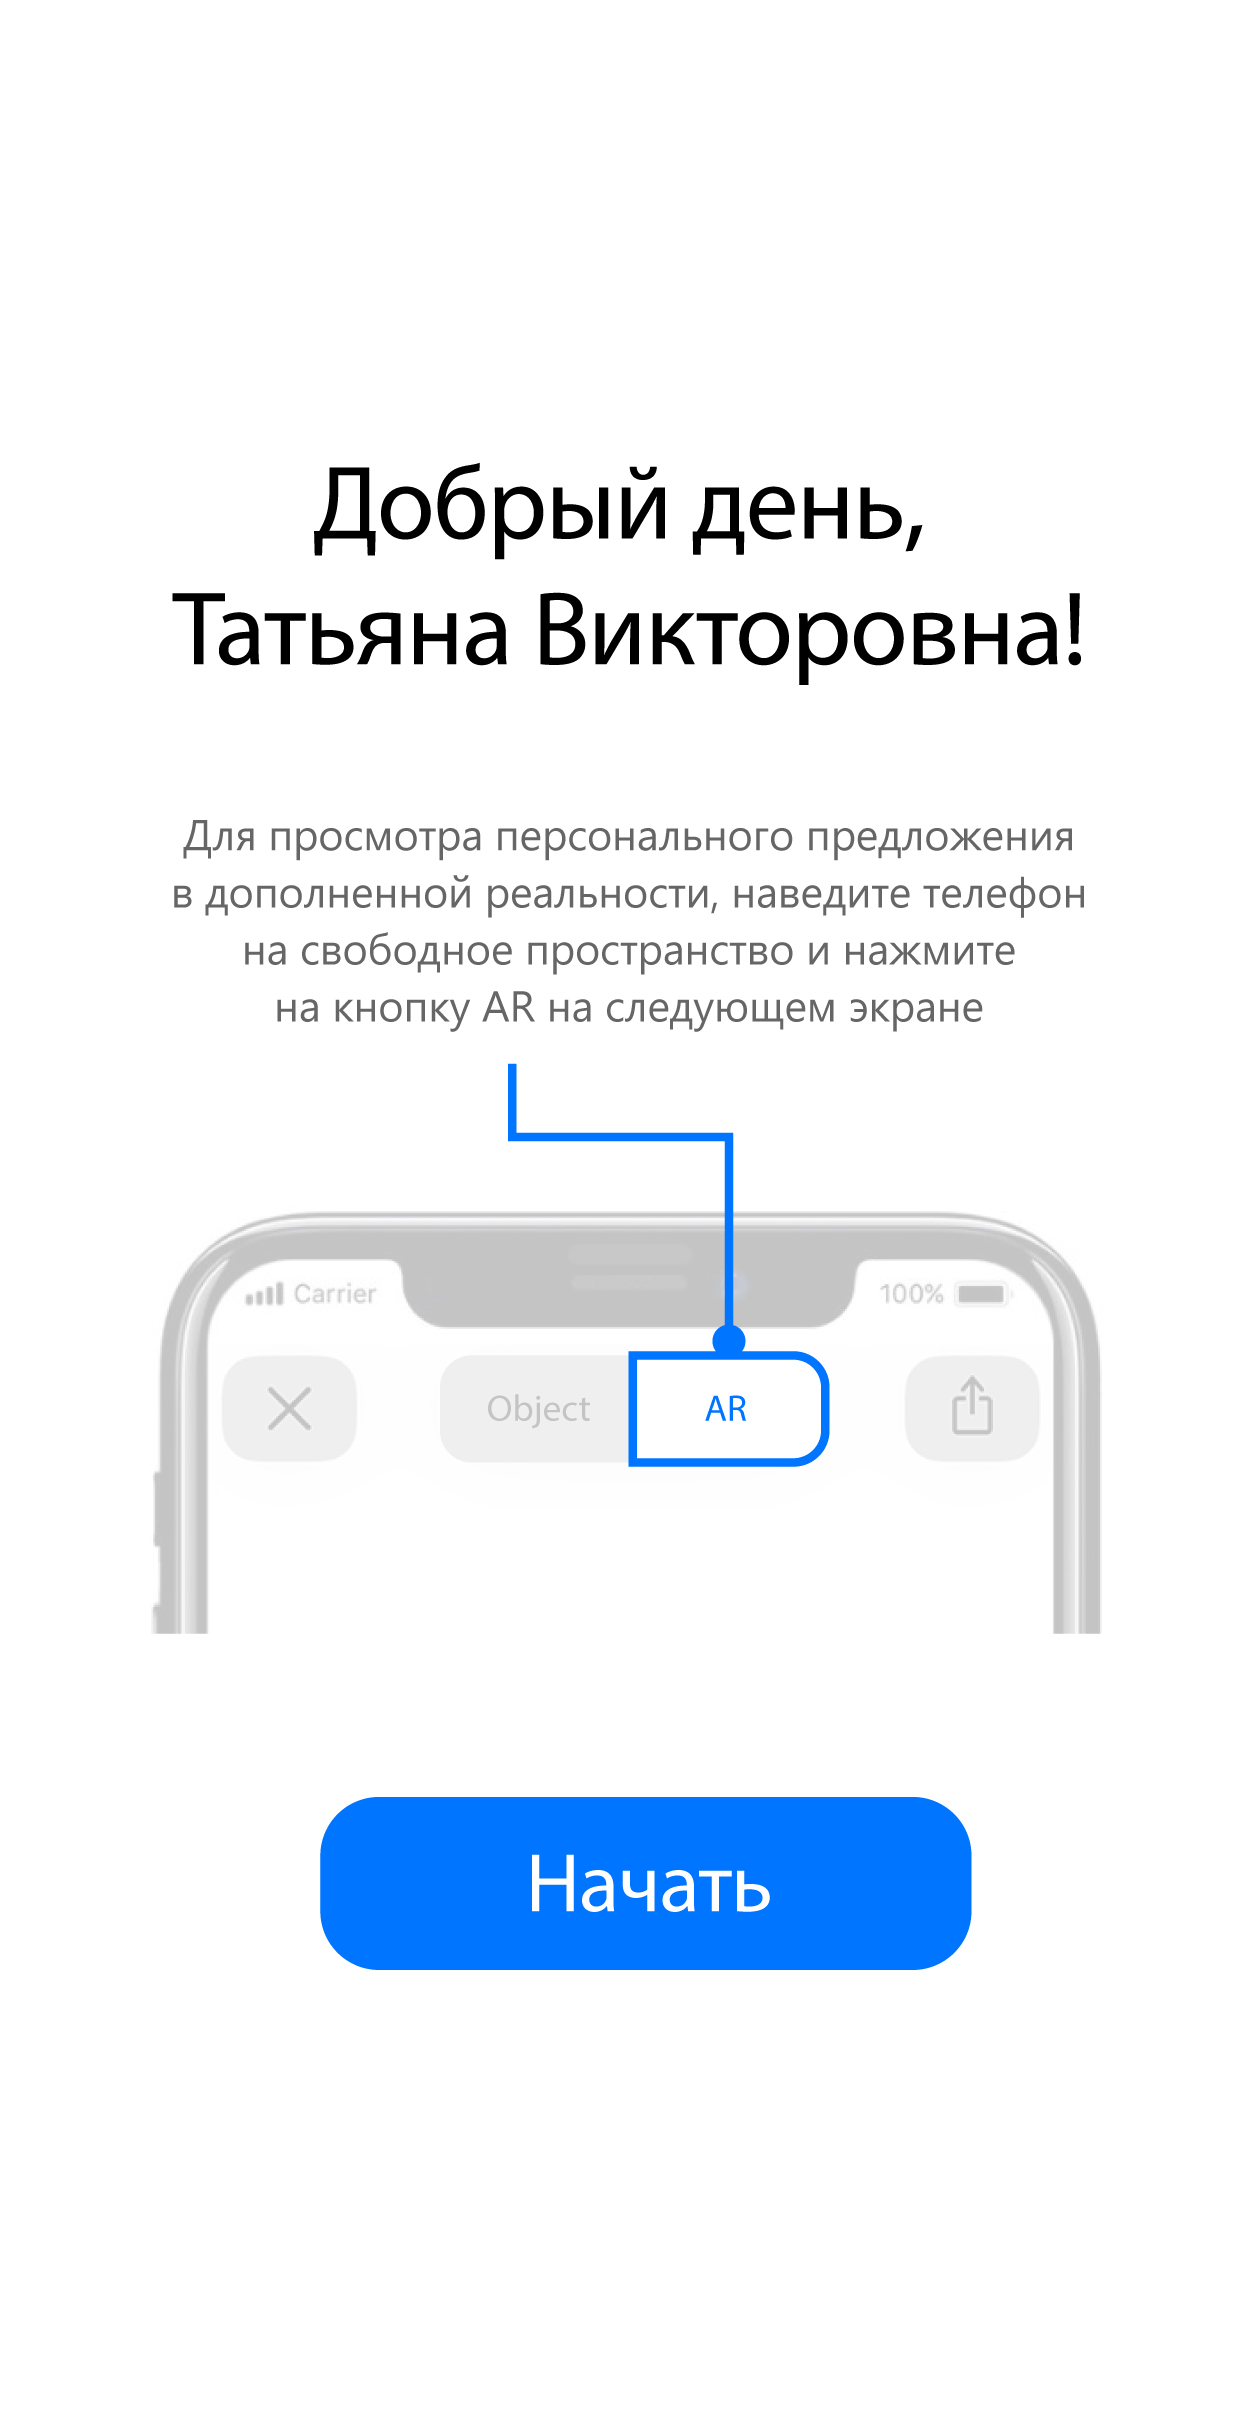 Добрый день,
Татьяна Викторовна!
Для просмотра персонального предложения
в дополненной реальности, наведите телефон
на свободное пространство и нажмите
на кнопку AR на следующем экране
Carrier
100%
Object
AR
Начать